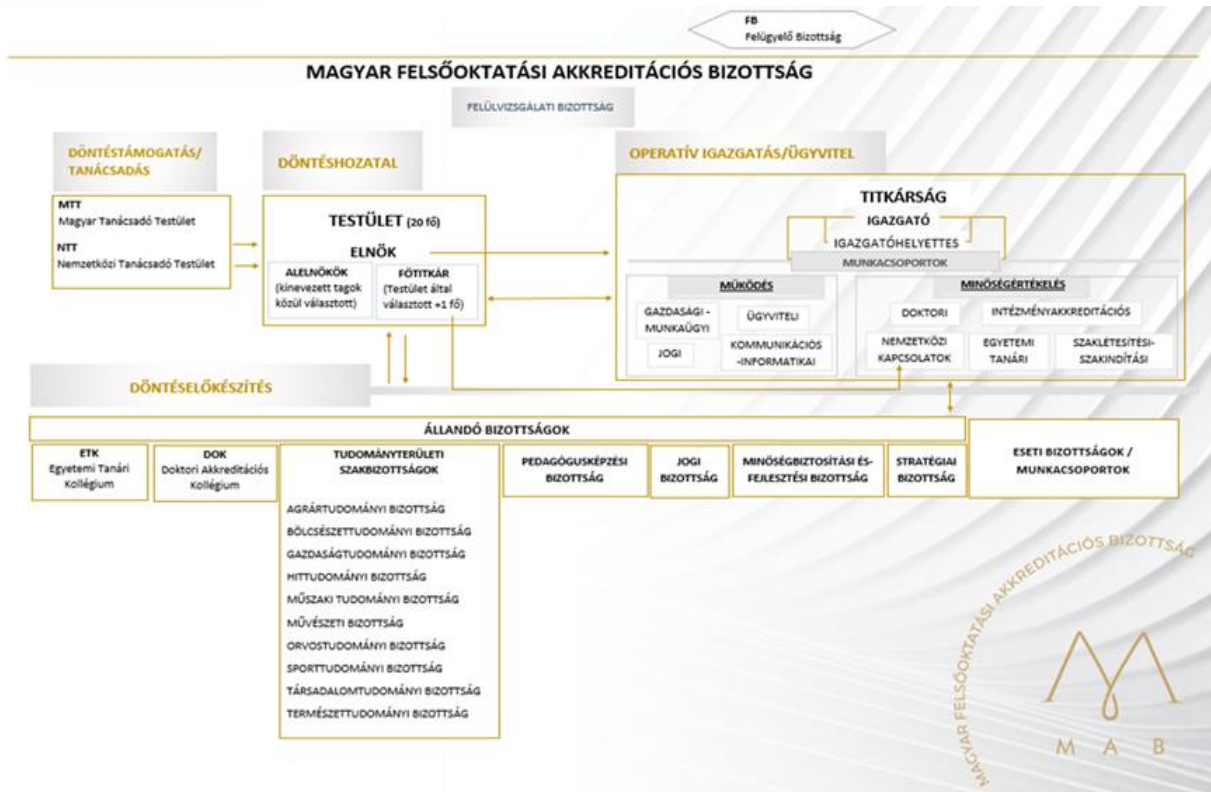 FB
Felügyelő Bizottság
MAGYAR FELSŐOKTATÁSI AKKREDITÁCIÓS BIZOTTSÁG
FELÜLVIZSGÁLATI BIZOTTSÁG
DÖNTÉSTÁMOGATÁS/
TANÁCSADÁS
MTT
Magyar Tanácsadó Testület
NTT
Nemzetközi Tanácsadó Testület
DÖNTÉSHOZATAL
TESTÜLET (20 fő)
ELNÖK
ALELNÖKÖK
(kinevezett tagok
közül választott)
FŐTITKÁR
(Testület által
választott +1 fő)
OPERATÍV IGAZGATÁS/ÜGYVITEL
TITKÁRSÁG
IGAZGATÓ
IGAZGATÓHELYETTES
MUNKACSOPORTOK
MŰKÖDÉS
GAZDASÁGI -
MUNKAÜGYI
ÜGYVITELI
JOGI
KOMMUNIKÁCIÓS
-INFORMATIKAI
MINŐSÉGÉRTÉKELÉS
DOKTORI
INTÉZMÉNYAKKREDITÁCIÓS
NEMZETKÖZI
KAPCSOLATOK
EGYETEMI
TANÁRI
SZAKLÉTESÍTÉSI-
SZAKINDÍTÁSI
DÖNTÉSELŐKÉSZÍTÉS
ÁLLANDÓ BIZOTTSÁGOK
ETK
Egyetemi Tanári
Kollégium
DOK
Doktori Akkreditációs
Kollégium
TUDOMÁNYTERÜLETI
SZAKBIZOTTSÁGOK
AGRÁRTUDOMÁNYI BIZOTTSÁG
BÖLCSÉSZETTUDOMÁNYI BIZOTTSÁG
GAZDASÁGTUDOMÁNYI BIZOTTSÁG
HITTUDOMÁNYI BIZOTTSÁG
MŰSZAKI TUDOMÁNYI BIZOTTSÁG
MŰVÉSZETI BIZOTTSÁG
ORVOSTUDOMÁNYI BIZOTTSÁG
SPORTTUDOMÁNYI BIZOTTSÁG
TÁRSADALOMTUDOMÁNYI BIZOTTSÁG
TERMÉSZETTUDOMÁNYI BIZOTTSÁG
PEDAGÓGUSKÉPZÉSI
BIZOTTSÁG
JOGI
BIZOTTSÁG
MINŐSÉGBIZTOSÍTÁSI ÉS-
FEJLESZTÉSI BIZOTTSÁG
STRATÉGIAI
BIZOTTSÁG
ESETI BIZOTTSÁGOK /
MUNKACSOPORTOK
MAGYAR FELSŐOKTATÁSI AKKREDITÁCIÓS BIZOTTSÁG
M A B